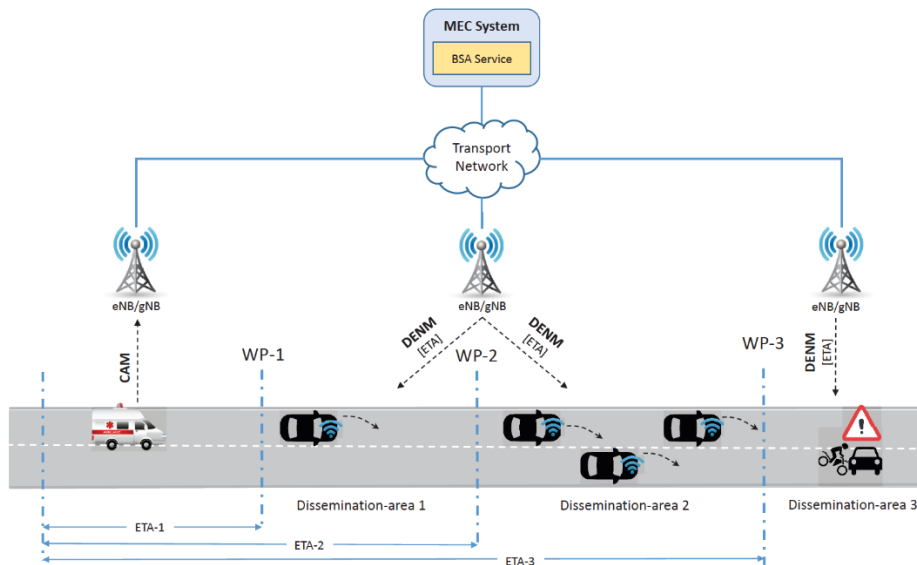 MEC System
BSA Service
Transport
Network
eNB/gNB
eNB/gNB
eNB/gNB
CAM
WP-1
DENM
[ETA]
WP-2
DENM
[ETA]
WP-3
DENM
[ETA]
Dissemination-area 1
Dissemination-area 2
Dissemination-area 3
ETA-1
ETA-2
ETA-3